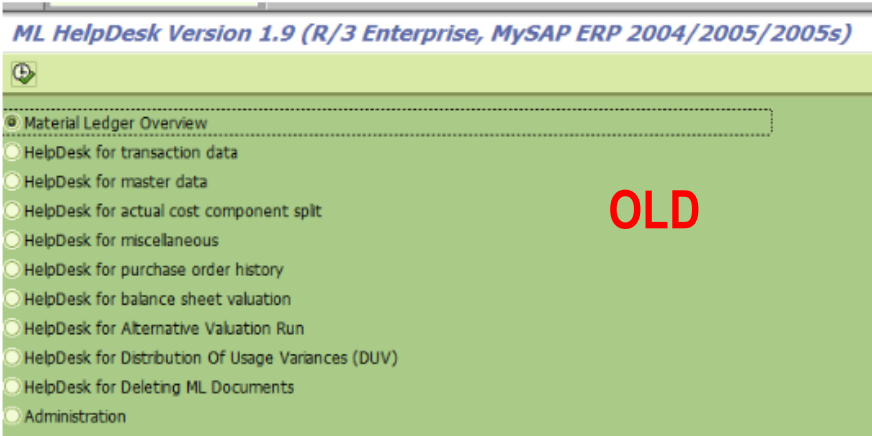 ML HelpDesk Version 1.9 (R/3 Enterprise, MySAP ERP 2004/2005/2005s)
Material Ledger Overview
HelpDesk for transaction data
HelpDesk for master data
HelpDesk for actual cost component split
OLD
HelpDesk for miscellaneous
HelpDesk for purchase order history
HelpDesk for balance sheet valuation
HelpDesk for Alternative Valuation Run
HelpDesk for Distribution Of Usage Variances (DUV)
HelpDesk for Deleting ML Documents
Administration